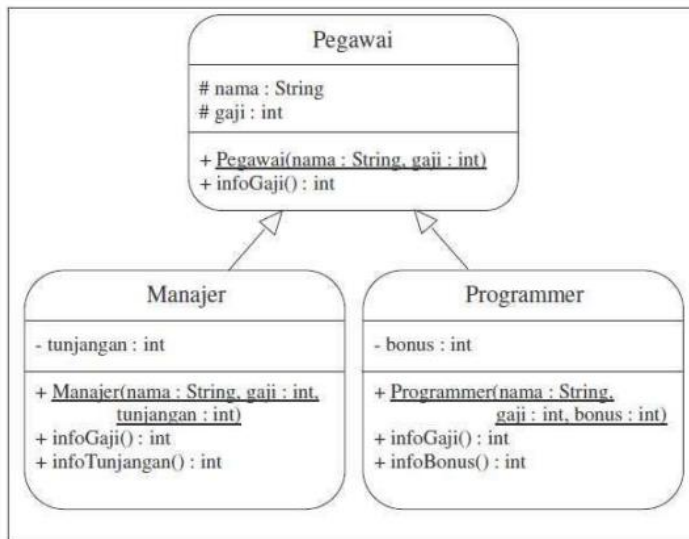 Pegawai
# nama : String
# gaji : int
+ Pegawai(nama : String, gaji : int)
+ infoGaji() : int
Manajer
- tunjangan : int
+ Manajer(nama : String, gaji : int,
tunjangan : int)
+ infoGaji() : int
+ infoTunjangan() : int
Programmer
- bonus : int
+ Programmer(nama : String,
gaji : int, bonus : int)
+ infoGaji() : int
+ infoBonus() : int